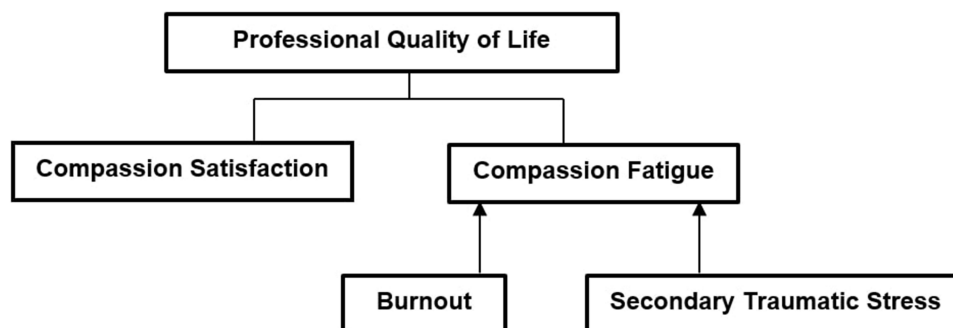 Professional Quality of Life
Compassion Satisfaction
Compassion Fatigue
Burnout
Secondary Traumatic Stress